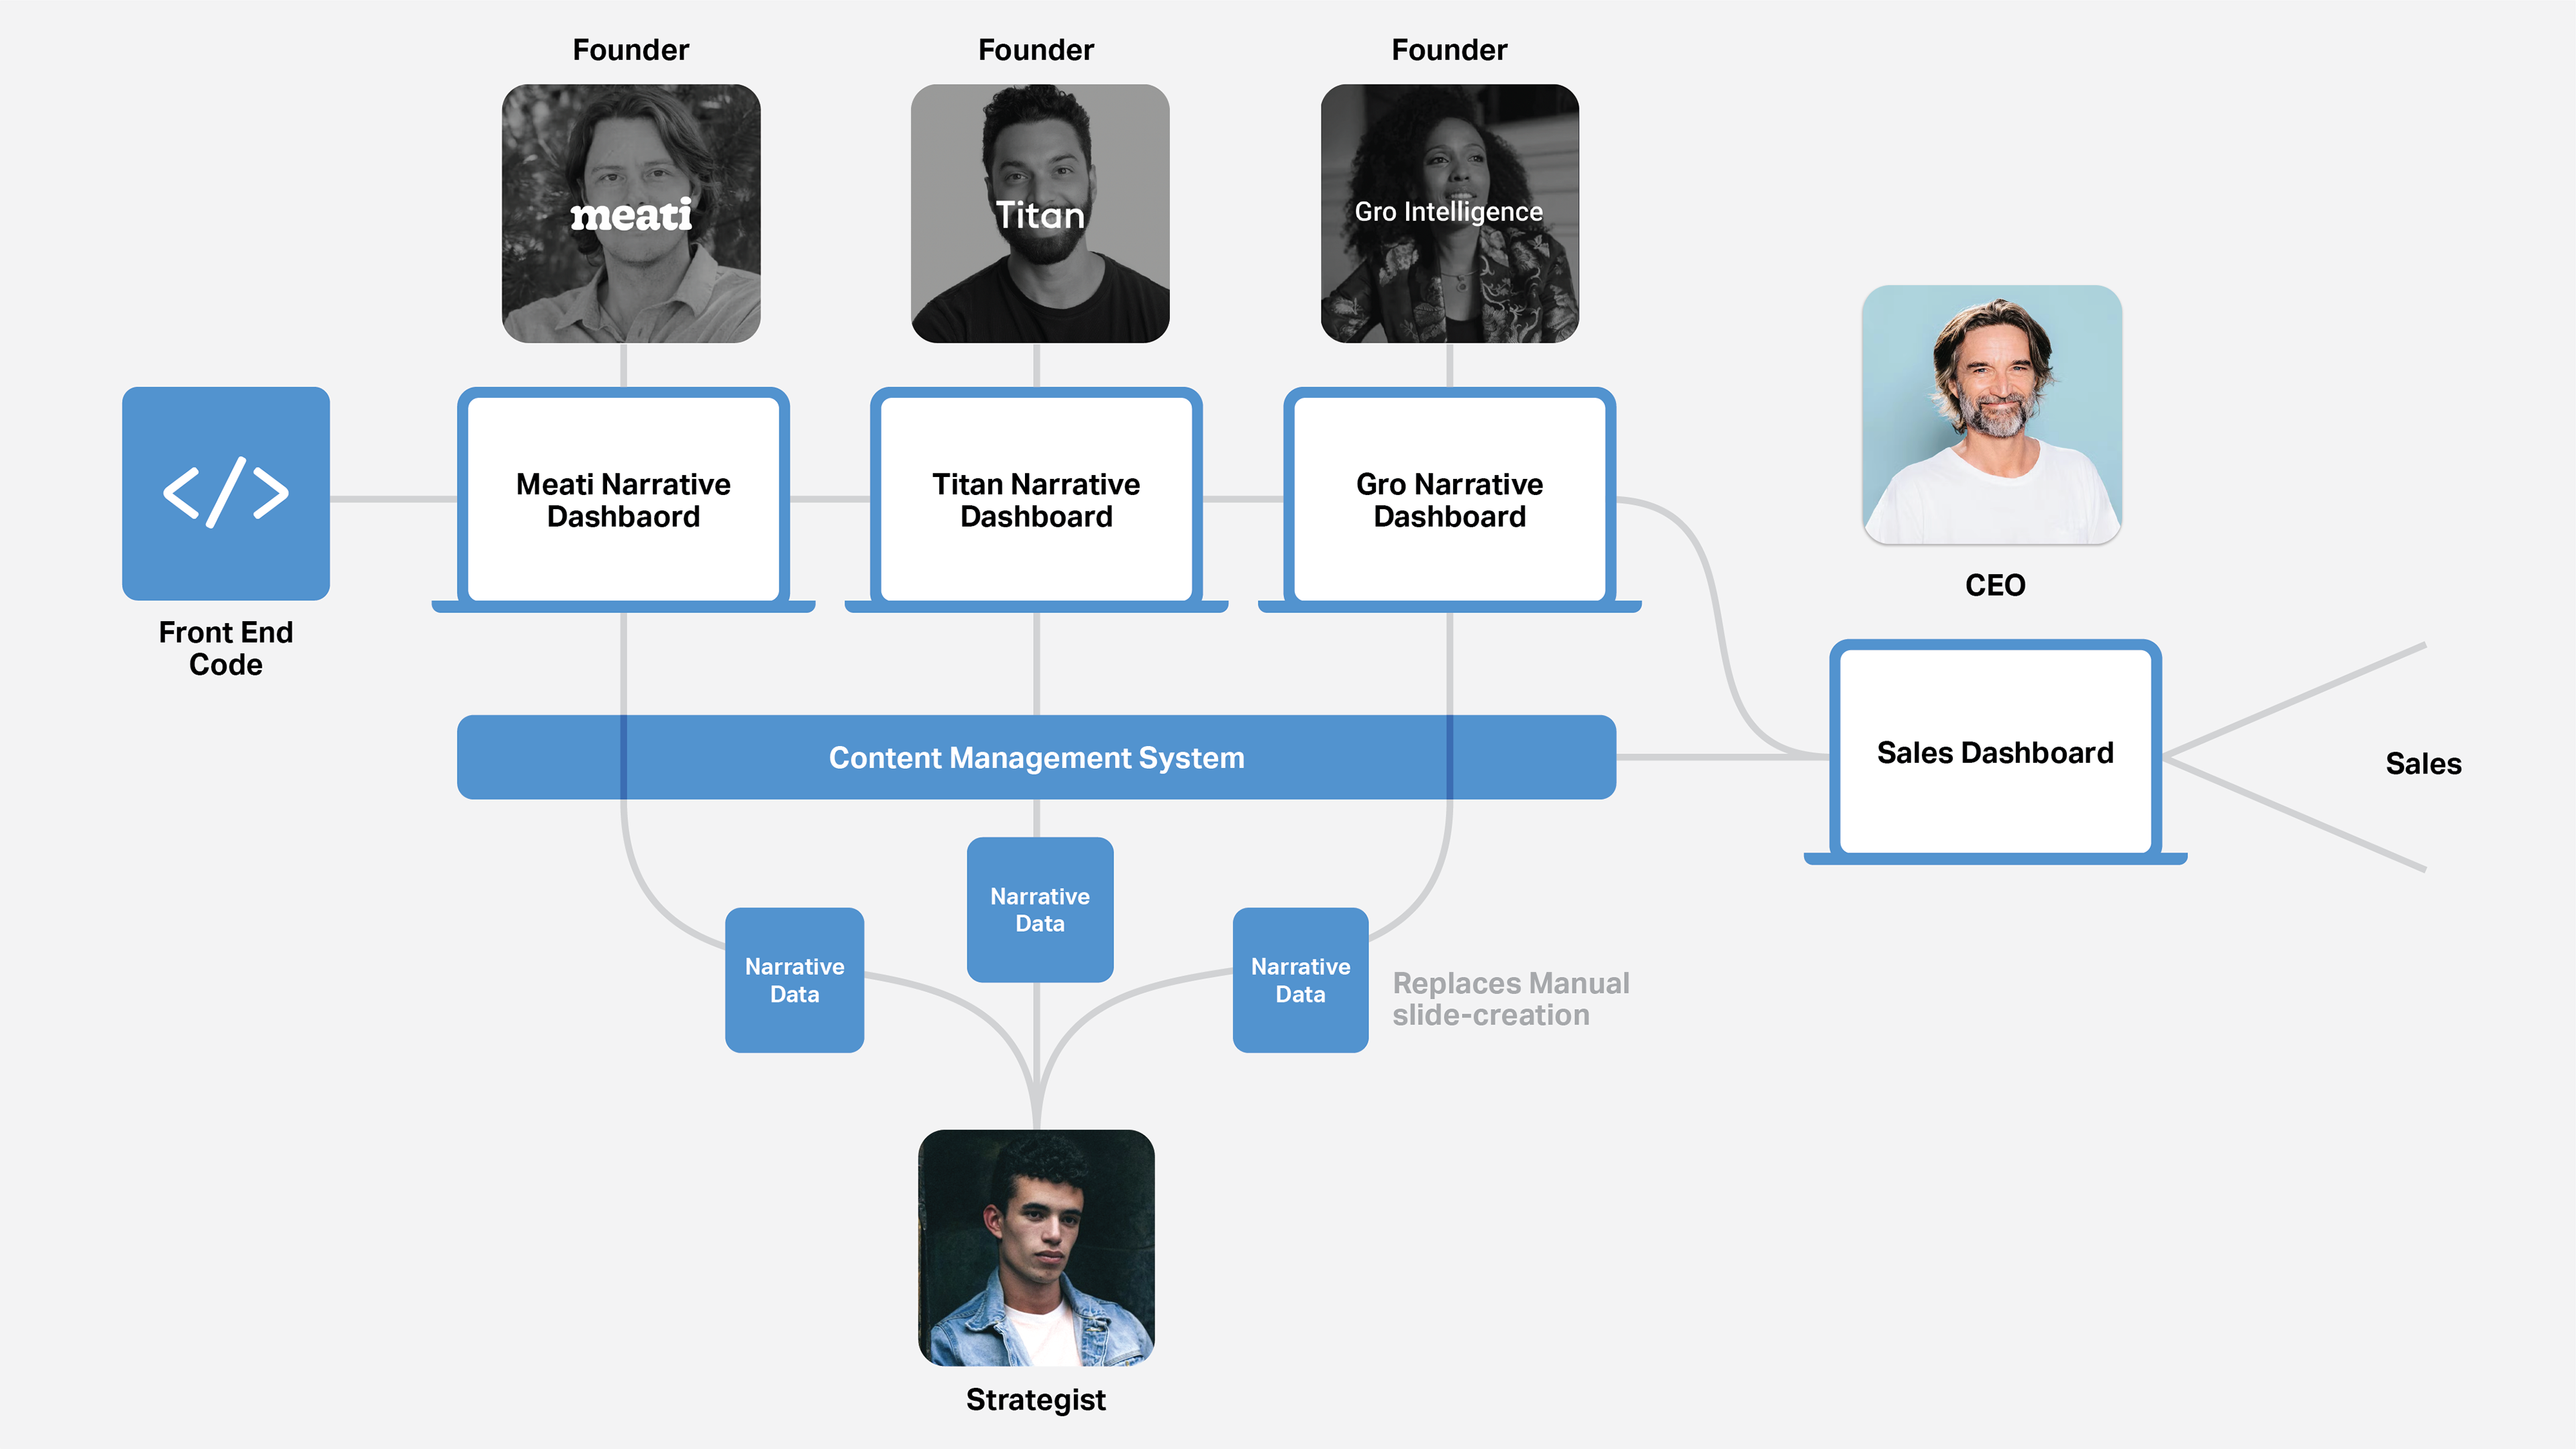 Founder
Founder
Founder
meati
Titan
Gro Intelligence
</>
Front End
Code
Meati Narrative
Dashbaord
Titan Narrative
Dashboard
Gro Narrative
Dashboard
CEO
Content Management System
Sales Dashboard
Sales
Narrative
Data
Narrative
Data
Narrative
Data
Replaces Manual
slide-creation
Strategist